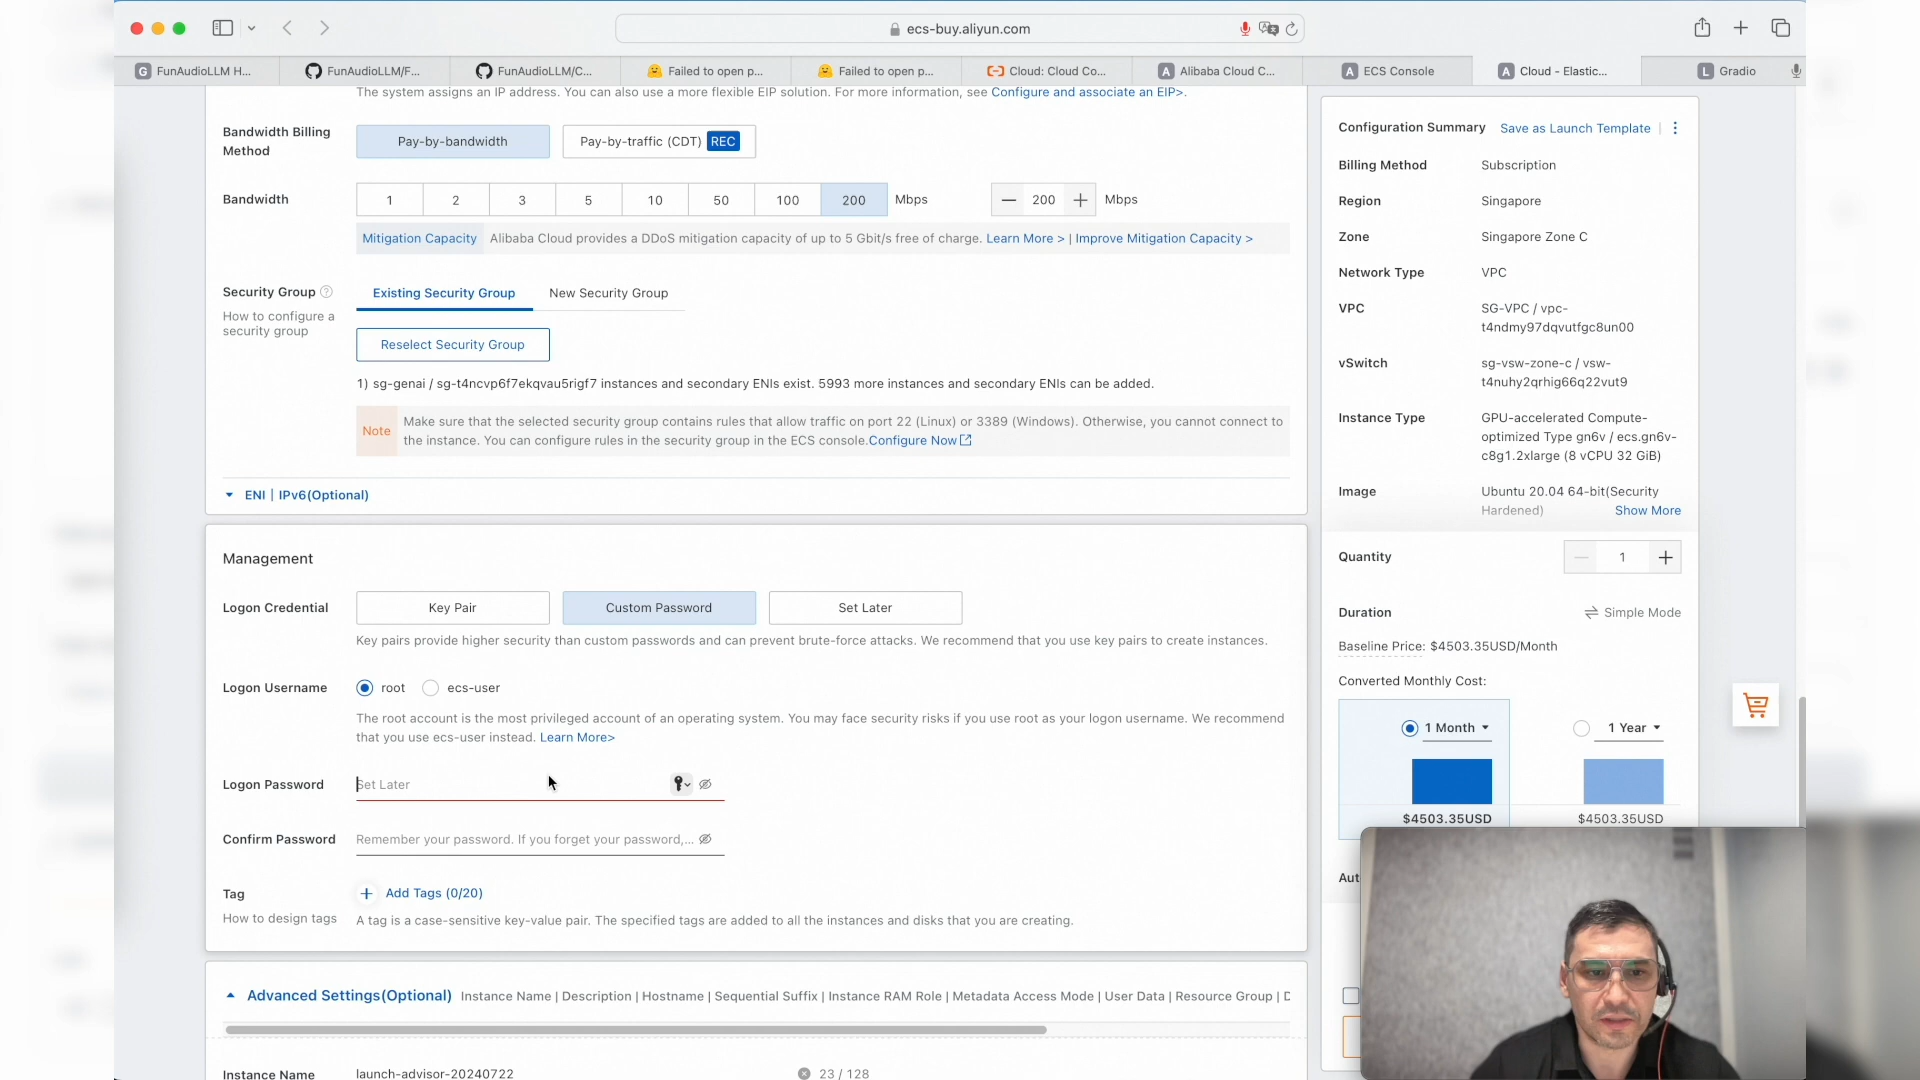 ecs-buy.aliyun.com
FunAudioLLM H...
FunAudioLLM/F...
FunAudioLLM/C...
Failed to open p...
Failed to open p...
Cloud: Cloud Co...
Alibaba Cloud C...
ECS Console
Cloud - Elastic...
Gradio
The system assigns an IP address. You can also use a more flexible EIP solution. For more information, see Configure and associate an EIP>.
Bandwidth Billing
Method
Pay-by-bandwidth
Pay-by-traffic (CDT) REC
Bandwidth
1 2 3 5 10 50 100 200 Mbps
200 Mbps
Mitigation Capacity Alibaba Cloud provides a DDoS mitigation capacity of up to 5 Gbit/s free of charge. Learn More > | Improve Mitigation Capacity >
Security Group
How to configure a
security group
Existing Security Group
New Security Group
Reselect Security Group
1) sg-genai / sg-t4ncvp6f7ekqvau5rigf7 instances and secondary ENIs exist. 5993 more instances and secondary ENIs can be added.
Note
Make sure that the selected security group contains rules that allow traffic on port 22 (Linux) or 3389 (Windows). Otherwise, you cannot connect to
the instance. You can configure rules in the security group in the ECS console.Configure Now
ENI | IPv6(Optional)
Management
Logon Credential
Key Pair
Custom Password
Set Later
Key pairs provide higher security than custom passwords and can prevent brute-force attacks. We recommend that you use key pairs to create instances.
Logon Username
root
ecs-user
The root account is the most privileged account of an operating system. You may face security risks if you use root as your logon username. We recommend
that you use ecs-user instead. Learn More>
Logon Password
Set Later
Confirm Password
Remember your password. If you forget your password,...
Tag
How to design tags
+ Add Tags (0/20)
A tag is a case-sensitive key-value pair. The specified tags are added to all the instances and disks that you are creating.
Advanced Settings(Optional) Instance Name | Description | Hostname | Sequential Suffix | Instance RAM Role | Metadata Access Mode | User Data | Resource Group | D
Instance Name
launch-advisor-20240722
23 / 128
Configuration Summary
Save as Launch Template
Billing Method
Subscription
Region
Singapore
Zone
Singapore Zone C
Network Type
VPC
VPC
SG-VPC / vpc-
t4ndmy97dqvutfgc8un00
vSwitch
sg-vsw-zone-c / vsw-
t4nuhy2qrhig66q22vut9
Instance Type
GPU-accelerated Compute-
optimized Type gn6v / ecs.gn6v-
c8g1.2xlarge (8 vCPU 32 GiB)
Image
Ubuntu 20.04 64-bit(Security
Hardened)
Show More
Quantity
1
Duration
Simple Mode
Baseline Price: $4503.35USD/Month
Converted Monthly Cost:
1 Month
1 Year
$4503.35USD
$4503.35USD
Aut